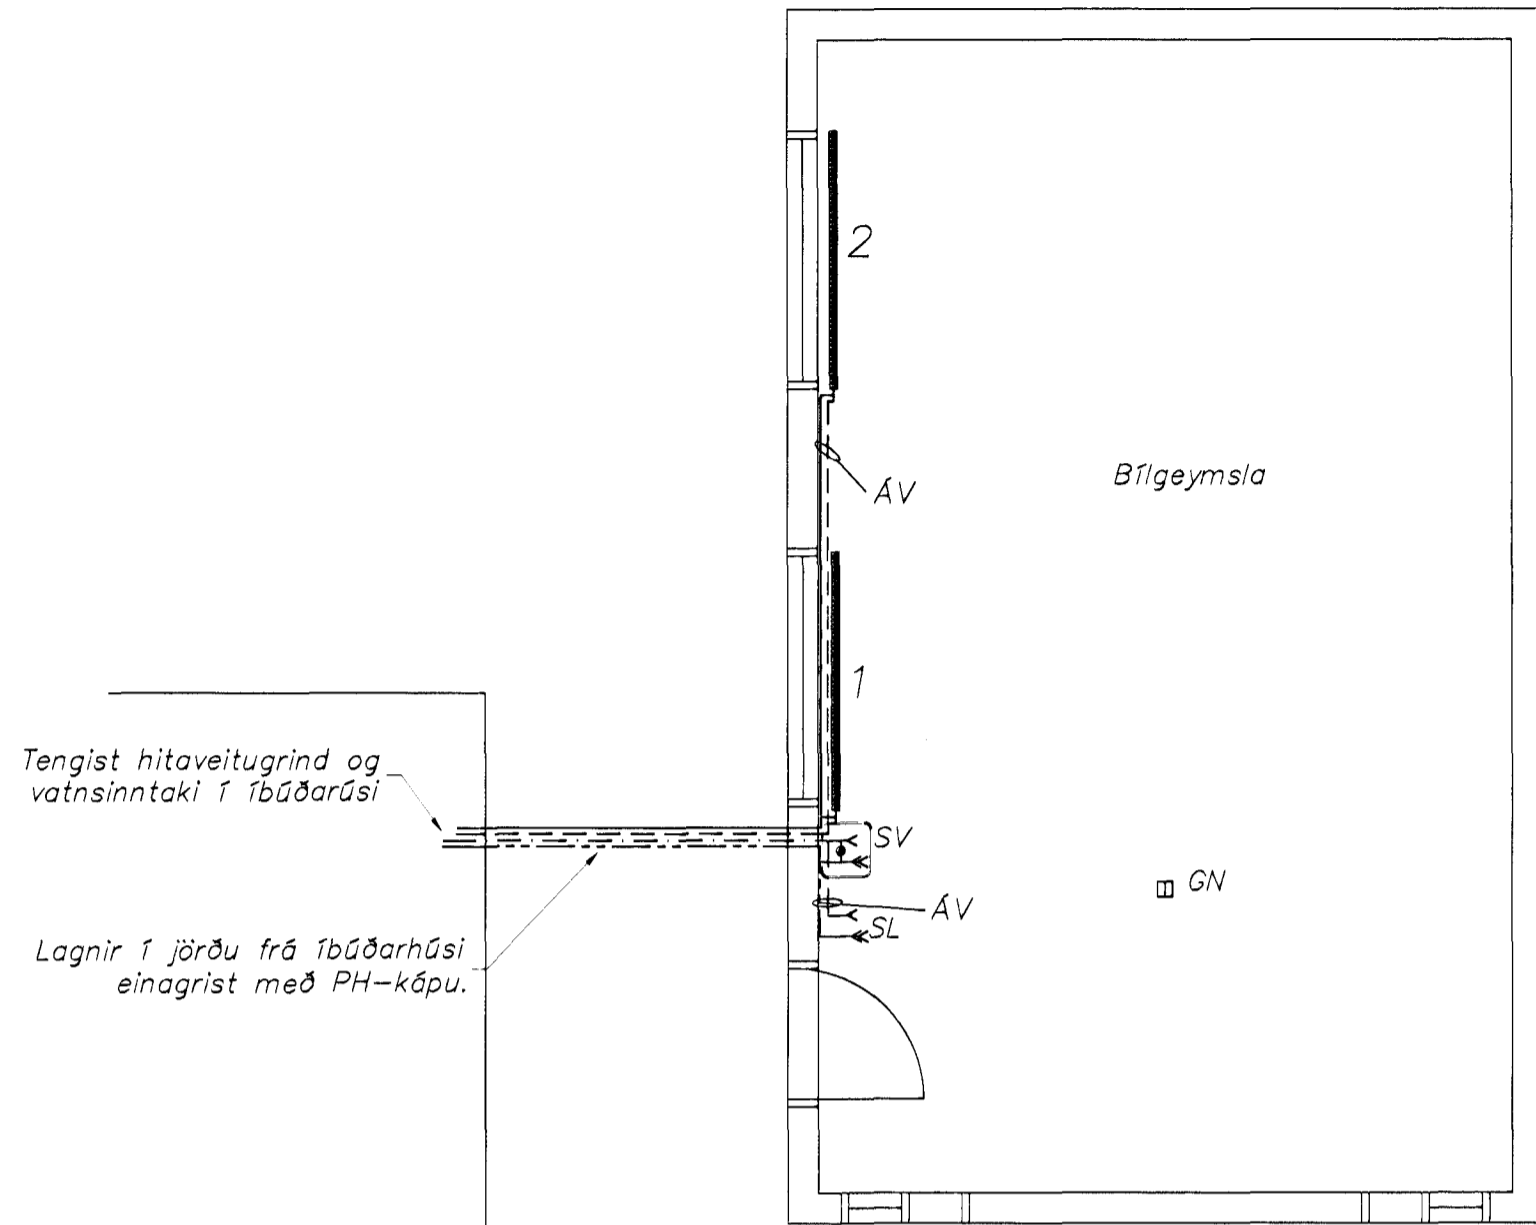 2
ÁV
Bílgeymsla
1
Tengist hitaveitugrind og
vatnsinntaki í íbúðarúsi
SV
GN
ÁV
SL
Lagnir í jörðu frá íbúðarhúsi
einagrist með PH-kápu.